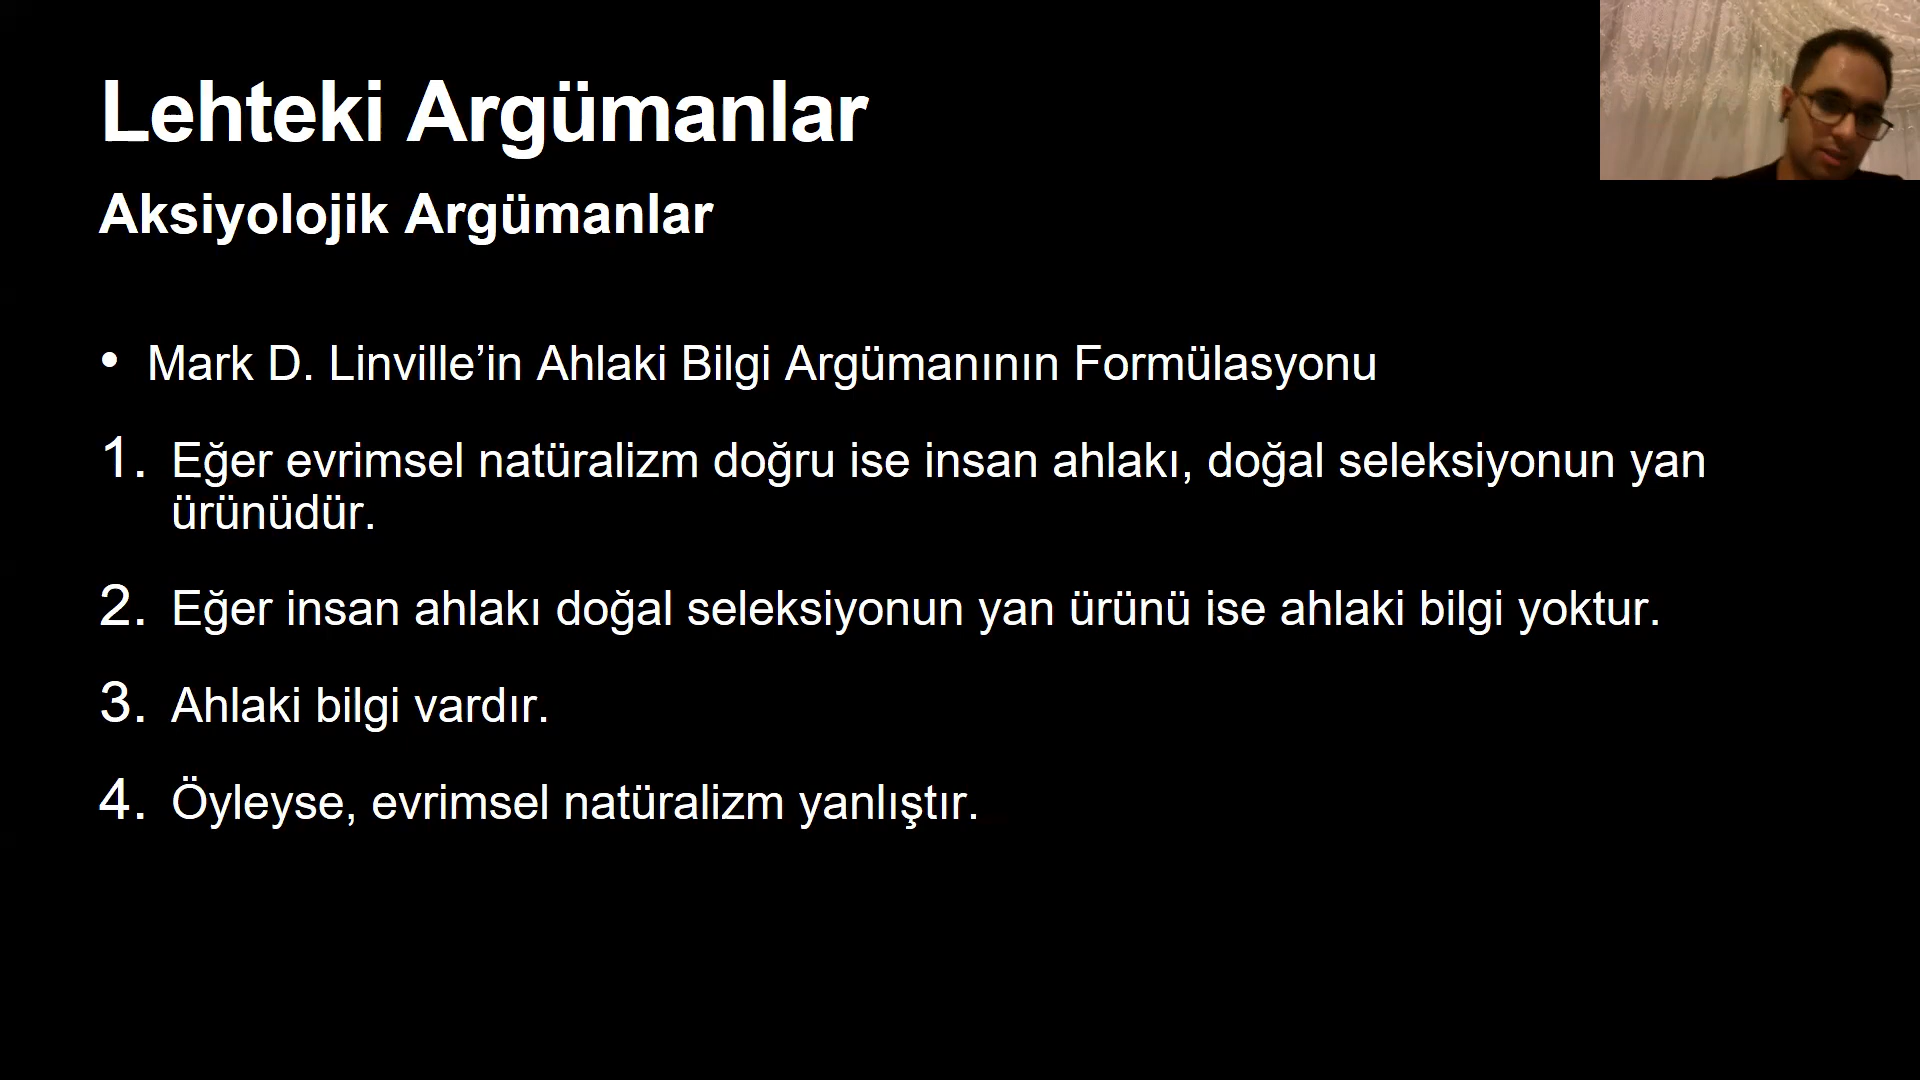 Lehteki Argümanlar
Aksiyolojik Argümanlar
• Mark D. Linville’in Ahlaki Bilgi Argümanının Formülasyonu
1. Eğer evrimsel natüralizm doğru ise insan ahlakı, doğal seleksiyonun yan
ürünüdür.
2. Eğer insan ahlakı doğal seleksiyonun yan ürünü ise ahlaki bilgi yoktur.
3. Ahlaki bilgi vardır.
4. Öyleyse, evrimsel natüralizm yanlıştır.